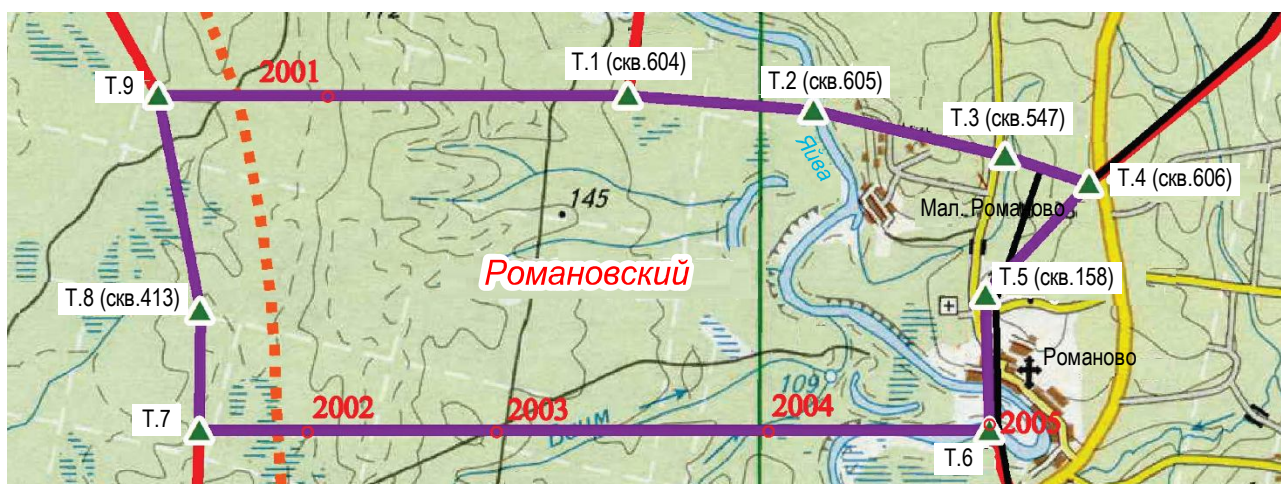 Т.9
2001
Т.1 (скв.604)
Т.2 (скв.605)
Т.3 (скв.547)
Т.4 (скв.606)
Яйва
145
Мал. Романово
Романовский
Т.8 (скв.413)
Т.5 (скв.158)
Романово
109
Т.7
2002
2003
2004
2005
Т.6